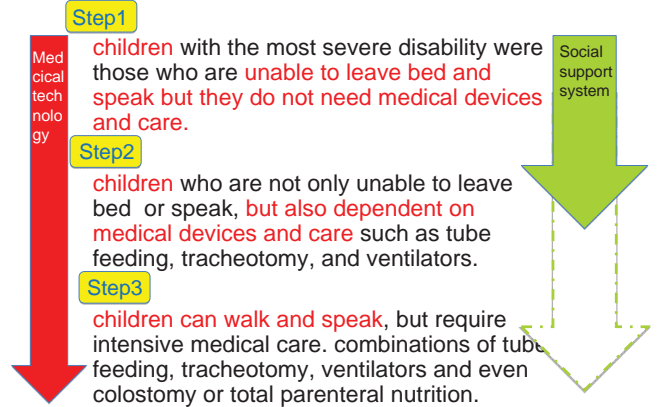 Step1
Med
cical
tech
nolo
gy
children with the most severe disability were
those who are unable to leave bed and
speak but they do not need medical devices
and care.
Social
support
system
Step2
children who are not only unable to leave
bed or speak, but also dependent on
medical devices and care such as tube
feeding, tracheotomy, and ventilators.
Step3
children can walk and speak, but require
intensive medical care. combinations of tube
feeding, tracheotomy, ventilators and even
colostomy or total parenteral nutrition.